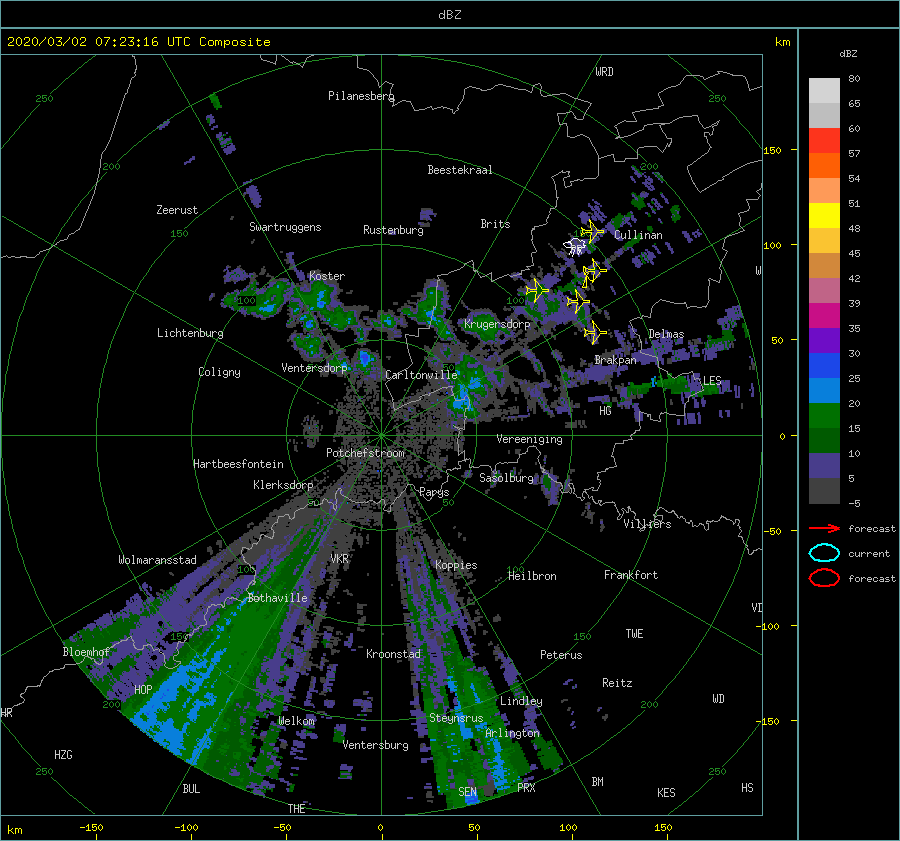 dBZ
2020/03/02 07:23:16 UTC Composite
km
dBZ
WRD
250
Pilanesberg
250
80
65
60
57
54
51
48
45
42
39
35
30
25
20
15
10
5
-5
150
200
200
Beestekraal
Zeerust
Swartruggens
150
Rustenburg
Brits
Cullinan
100
W
Koster
100
100
Lichtenburg
Krugersdorp
Delmas
50
Ventersdorp
Coligny
Carltonville
Brakpan
LES
HG
0
Vereeniging
Potchefstroom
Hartbeesfontein
Klerksdorp
Sasolburg
Parys
50
50
Villiers
-50
forecast
current
forecast
Wolmaransstad
VKR
Koppies
100
100
Heilbron
Frankfort
Bothaville
VD
-100
150
150
TWE
Bloemhof
Kroonstad
Peterus
HOP
Reitz
WD
HR
200
Lindley
200
Welkom
Steynsrus
-150
Arlington
Ventersburg
HZG
250
250
BUL
SEN
PRX
BM
KES
HS
THE
km
-150
-100
-50
0
50
100
150